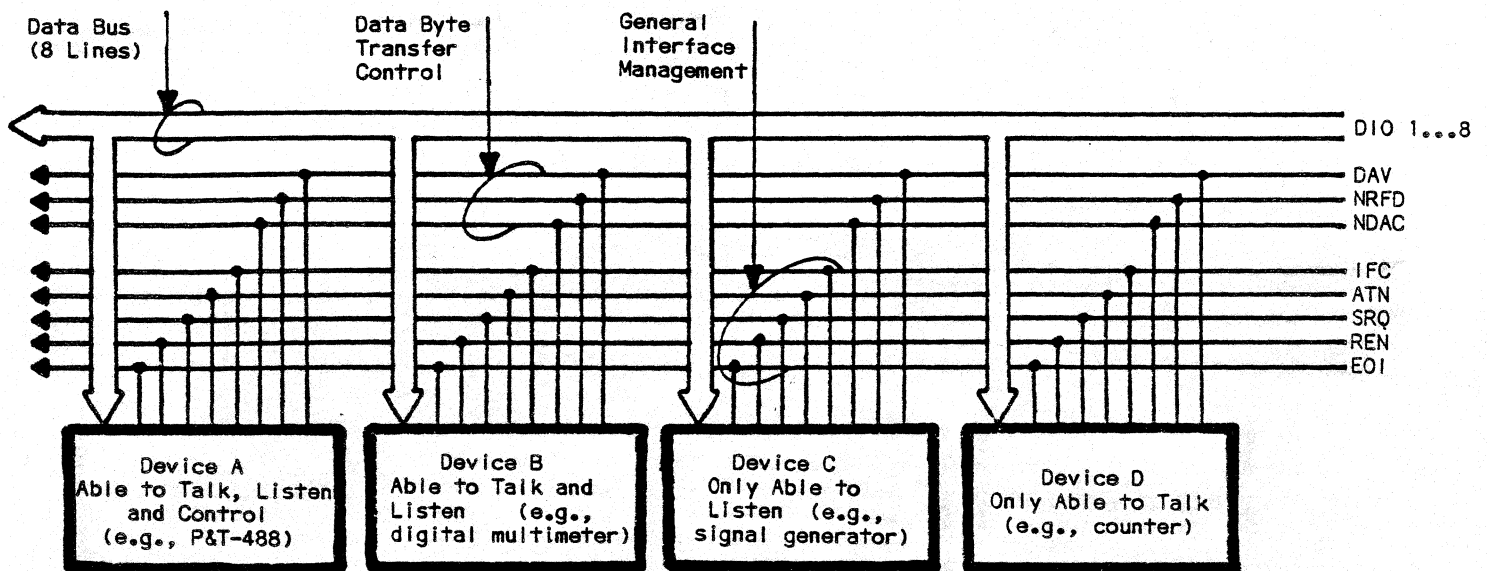 Data Bus
(8 Lines)
Data Byte
Transfer
Control
General
Interface
Management
DIO 1...8
DAV
NRFD
NDAC
IFC
ATN
SRQ
REN
EOI
Device A
Able to Talk, Listen
and Control
(e.g., P&T-488)
Device B
Able to Talk and
Listen (e.g.,
digital multimeter)
Device C
Only Able to
Listen (e.g.,
signal generator)
Device D
Only Able to Talk
(e.g., counter)